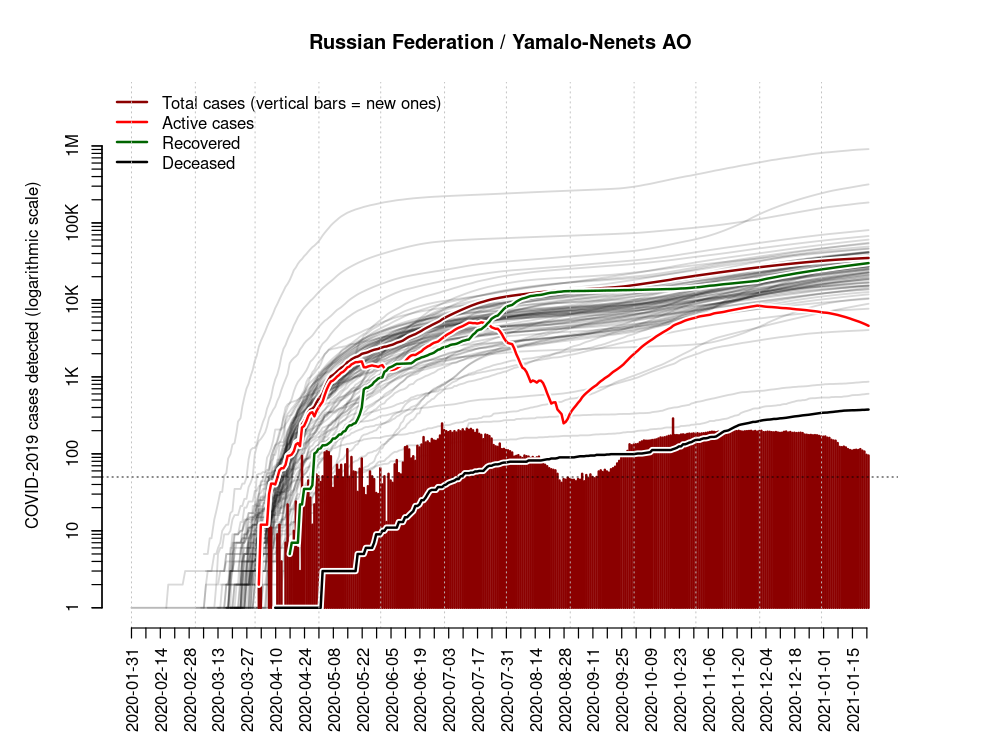 Russian Federation / Yamalo-Nenets AO
Total cases (vertical bars = new ones)
Active cases
Recovered
Deceased
COVID-2019 cases detected (logarithmic scale)
1M
100K
10K
1K
100
10
1
2020-01-31
2020-02-14
2020-02-28
2020-03-13
2020-03-27
2020-04-10
2020-04-24
2020-05-08
2020-05-22
2020-06-05
2020-06-19
2020-07-03
2020-07-17
2020-07-31
2020-08-14
2020-08-28
2020-09-11
2020-09-25
2020-10-09
2020-10-23
2020-11-06
2020-11-20
2020-12-04
2020-12-18
2021-01-01
2021-01-15